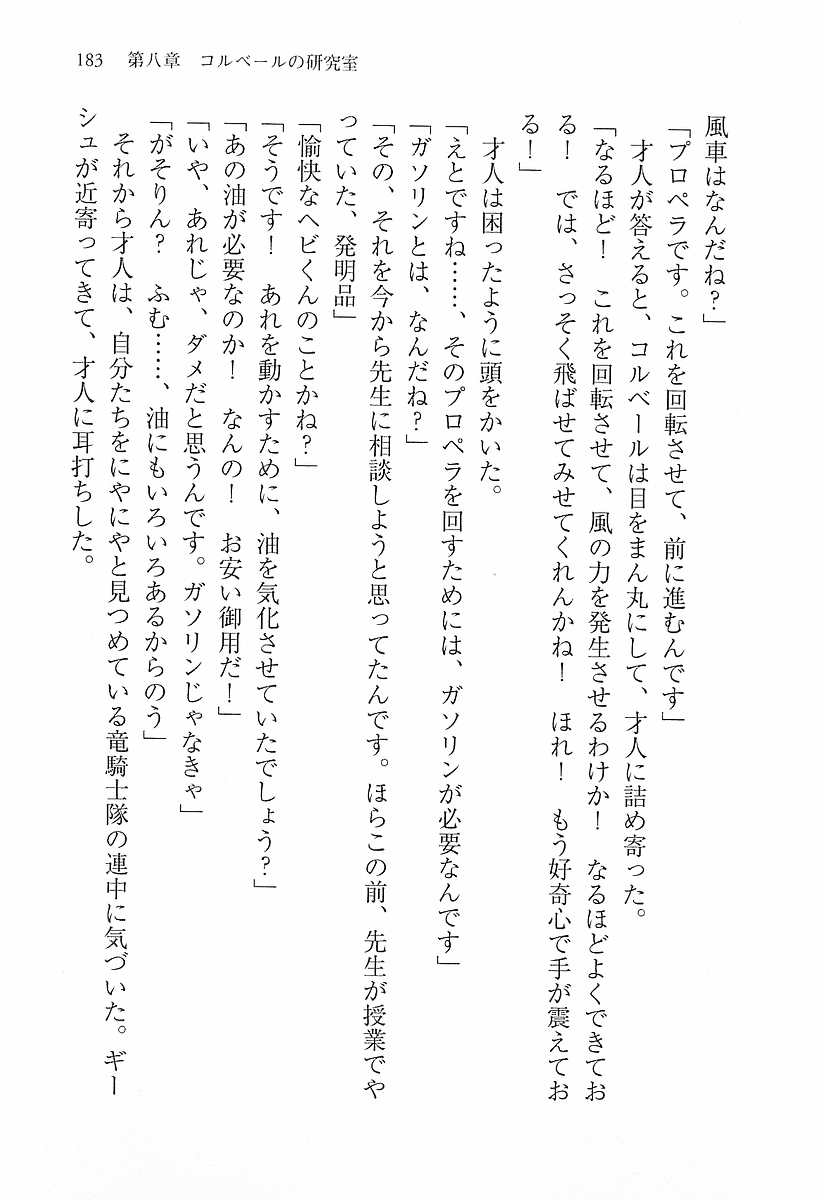 183 第八章 コルベールの研究室
風車はなんだね?」
「プロペラです。これを回転させて、前に進むんです」
　才人が答えると、コルベールは目をまん丸にして、才人に詰め寄った。
「なるほど!　これを回転させて、風の力を発生させるわけか!　なるほどよくできてお
る!　では、さっそく飛ばせてみせてくれんかね!　ほれ!　もう好奇心で手が震えてお
る!」
　才人は困ったように頭をかいた。
「えとですね……、そのプロペラを回すためには、ガソリンが必要なんです」
「ガソリンとは、なんだね?」
「その、それを今から先生に相談しようと思ってたんです。ほらこの前、先生が授業でや
っていた、発明品」
「愉快なヘビくんのことかね?」
「そうです!　あれを動かすために、油を気化させていたでしょう?」
「あの油が必要なのか!　なんの!　お安い御用だ!」
「いや、あれじゃ、ダメだと思うんです。ガソリンじゃなきゃ」
「がそりん?　ふむ……、油にもいろいろあるからのう」
　それから才人は、自分たちをにやにやと見つめている竜騎士隊の連中に気づいた。ギー
シュが近寄ってきて、才人に耳打ちした。